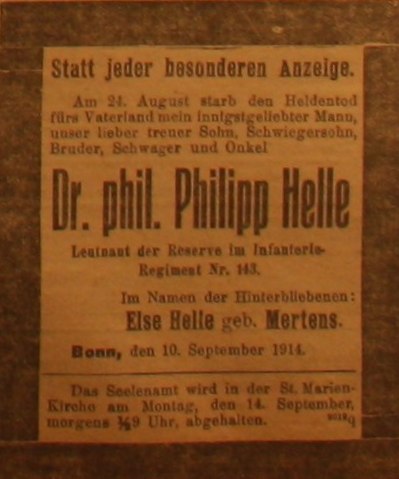 Statt jeder besonderen Anzeige.
Am 24. August starb den Heldentod
fürs Vaterland mein innigstgeliebter Mann,
unser lieber treuer Sohn, Schwiegersohn,
Bruder, Schwager und Onkel
Dr. phil. Philipp Helle
Leutnant der Reserve im Infanterie-
Regiment Nr. 143.
Im Namen der Hinterbliebenen:
Else Helle geb. Mertens.
Bonn, den 10. September 1914.
Das Seelenamt wird in der St. Marien-
Kirche am Montag, den 14. September,
morgens ½9 Uhr, abgehalten.